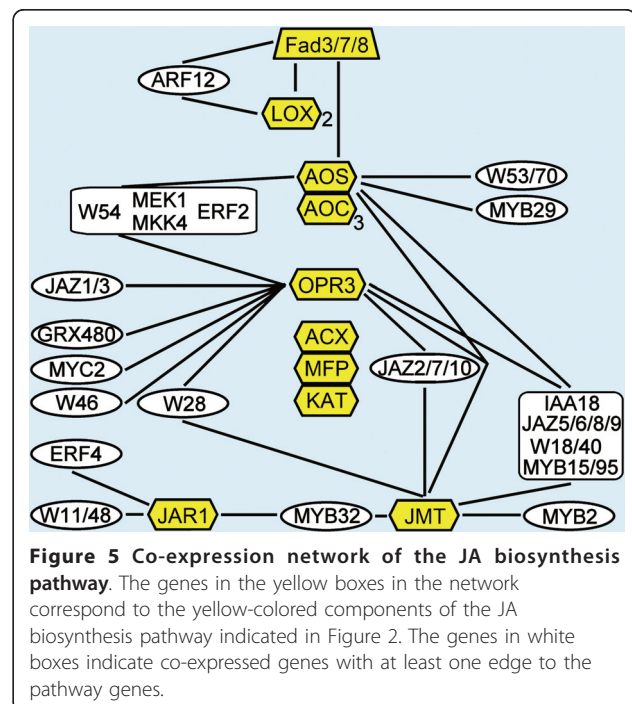 Fad3/7/8
ARF12
LOX 2
AOS
W53/70
MEK1
W54 ERF2
MKK4
AOC 3
MYB29
JAZ1/3
OPR3
GRX480
ACX
MYC2
MFP
JAZ2/7/10
W46
W28
KAT
IAA18
JAZ5/6/8/9
W18/40
MYB15/95
ERF4
W11/48
JAR1
MYB32
JMT
MYB2
Figure 5 Co-expression network of the JA biosynthesis
pathway. The genes in the yellow boxes in the network
correspond to the yellow-colored components of the JA
biosynthesis pathway indicated in Figure 2. The genes in white
boxes indicate co-expressed genes with at least one edge to the
pathway genes.